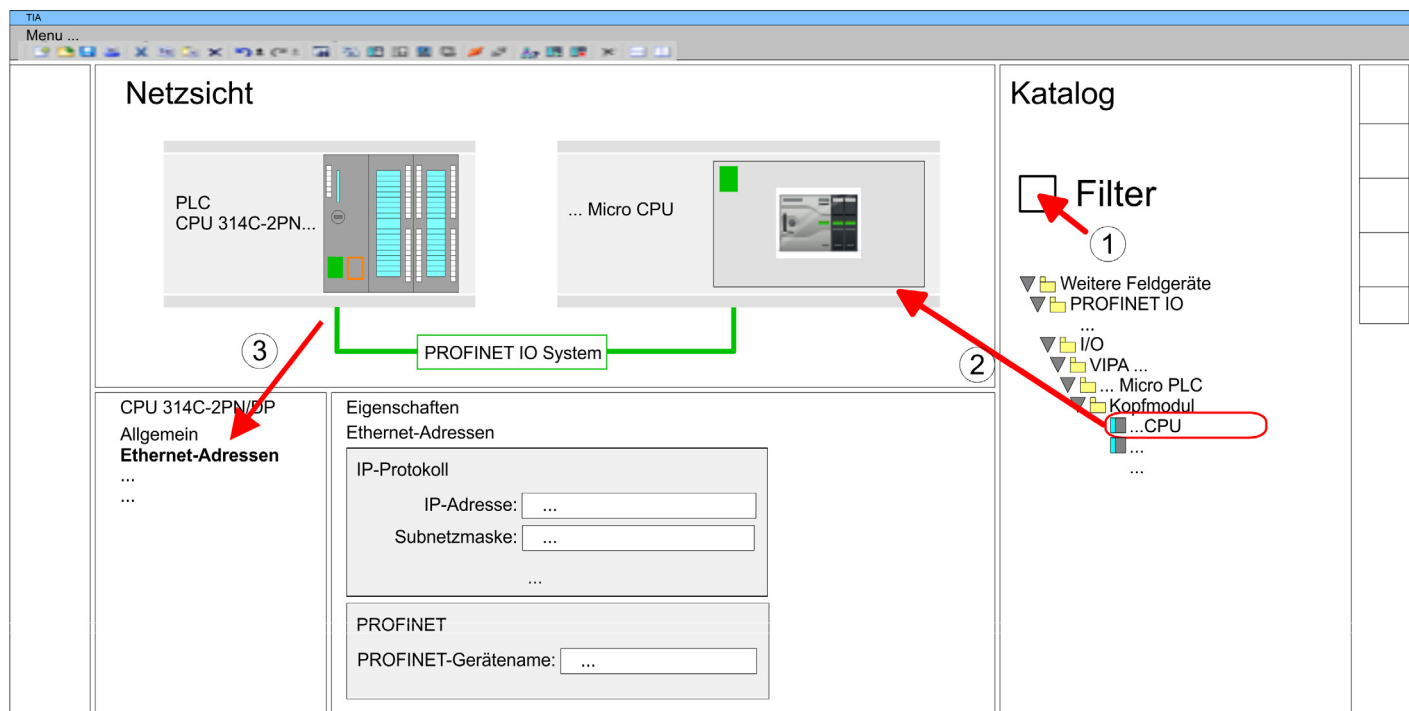 TIA
Menu ...
Netzsicht
PLC
CPU 314C-2PN...
... Micro CPU
PROFINET IO System
3
2
Katalog
Filter
1
Weitere Feldgeräte
PROFINET IO
...
I/O
VIPA ...
... Micro PLC
Kopfmodul
...CPU
...
...
CPU 314C-2PN/DP
Allgemein
Ethernet-Adressen
...
...
Eigenschaften
Ethernet-Adressen
IP-Protokoll
IP-Adresse: ...
Subnetzmaske: ...
...
PROFINET
PROFINET-Gerätename: ...